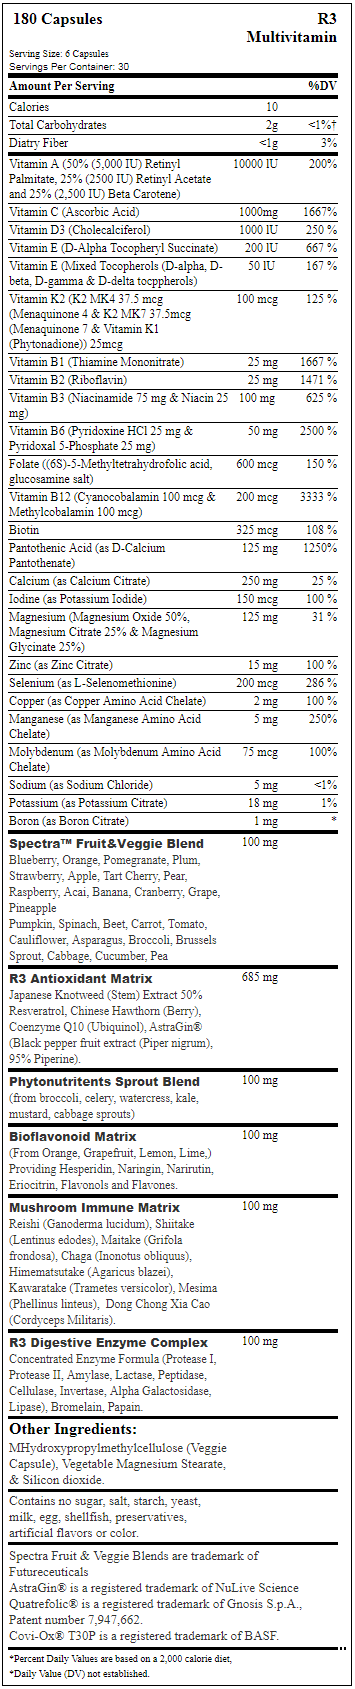 180 Capsules R3
Multivitamin
Serving Size: 6 Capsules
Servings Per Container: 30
Amount Per Serving %DV
Calories 10
Total Carbohydrates 2g <1%†
Diatry Fiber <1g 3%
Vitamin A (50% (5,000 IU) Retinyl 10000 IU 200%
Palmitate, 25% (2500 IU) Retinyl Acetate
and 25% (2,500 IU) Beta Carotene)
Vitamin C (Ascorbic Acid) 1000mg 1667%
Vitamin D3 (Cholecalciferol) 1000 IU 250 %
Vitamin E (D-Alpha Tocopheryl Succinate) 200 IU 667 %
Vitamin E (Mixed Tocopherols (D-alpha, D- 50 IU 167 %
beta, D-gamma & D-delta tocppherols)
Vitamin K2 (K2 MK4 37.5 mcg 100 mcg 125 %
(Menaquinone 4 & K2 MK7 37.5mcg
(Menaquinone 7 & Vitamin K1
(Phytonadione)) 25mcg
Vitamin B1 (Thiamine Mononitrate) 25 mg 1667 %
Vitamin B2 (Riboflavin) 25 mg 1471 %
Vitamin B3 (Niacinamide 75 mg & Niacin 25 100 mg 625 %
mg)
Vitamin B6 (Pyridoxine HCl 25 mg & 50 mg 2500 %
Pyridoxal 5-Phosphate 25 mg)
Folate ((6S)-5-Methyltetrahydrofolic acid, 600 mcg 150 %
glucosamine salt)
Vitamin B12 (Cyanocobalamin 100 mcg & 200 mcg 3333 %
Methylcobalamin 100 mcg)
Biotin 325 mcg 108 %
Pantothenic Acid (as D-Calcium 125 mg 1250%
Pantothenate)
Calcium (as Calcium Citrate) 250 mg 25 %
Iodine (as Potassium Iodide) 150 mcg 100 %
Magnesium (Magnesium Oxide 50%, 125 mg 31 %
Magnesium Citrate 25% & Magnesium
Glycinate 25%)
Zinc (as Zinc Citrate) 15 mg 100 %
Selenium (as L-Selenomethionine) 200 mcg 286 %
Copper (as Copper Amino Acid Chelate) 2 mg 100 %
Manganese (as Manganese Amino Acid 5 mg 250%
Chelate)
Molybdenum (as Molybdenum Amino Acid 75 mcg 100%
Chelate)
Sodium (as Sodium Chloride) 5 mg <1%
Potassium (as Potassium Citrate) 18 mg 1%
Boron (as Boron Citrate) 1 mg *
Spectra™ Fruit&Veggie Blend 100 mg
Blueberry, Orange, Pomegranate, Plum,
Strawberry, Apple, Tart Cherry, Pear,
Raspberry, Acai, Banana, Cranberry, Grape,
Pineapple
Pumpkin, Spinach, Beet, Carrot, Tomato,
Cauliflower, Asparagus, Broccoli, Brussels
Sprout, Cabbage, Cucumber, Pea
R3 Antioxidant Matrix 685 mg
Japanese Knotweed (Stem) Extract 50%
Resveratrol, Chinese Hawthorn (Berry),
Coenzyme Q10 (Ubiquinol), AstraGin®
(Black pepper fruit extract (Piper nigrum),
95% Piperine).
Phytonutritents Sprout Blend 100 mg
(from broccoli, celery, watercress, kale,
mustard, cabbage sprouts)
Bioflavonoid Matrix 100 mg
(From Orange, Grapefruit, Lemon, Lime,)
Providing Hesperidin, Naringin, Narirutin,
Eriocitrin, Flavonols and Flavones.
Mushroom Immune Matrix 100 mg
Reishi (Ganoderma lucidum), Shiitake
(Lentinus edodes), Maitake (Grifola
frondosa), Chaga (Inonotus obliquus),
Himematsutake (Agaricus blazei),
Kawaratake (Trametes versicolor), Mesima
(Phellinus linteus), Dong Chong Xia Cao
(Cordyceps Militaris).
R3 Digestive Enzyme Complex 100 mg
Concentrated Enzyme Formula (Protease I,
Protease II, Amylase, Lactase, Peptidase,
Cellulase, Invertase, Alpha Galactosidase,
Lipase), Bromelain, Papain.
Other Ingredients:
MHydroxypropylmethylcellulose (Veggie
Capsule), Vegetable Magnesium Stearate,
& Silicon dioxide.
Contains no sugar, salt, starch, yeast,
milk, egg, shellfish, preservatives,
artificial flavors or color.
Spectra Fruit & Veggie Blends are trademark of
Futureceuticals
AstraGin® is a registered trademark of NuLive Science
Quatrefolic® is a registered trademark of Gnosis S.p.A.,
Patent number 7,947,662.
Covi-Ox® T30P is a registered trademark of BASF.
*Percent Daily Values are based on a 2,000 calorie diet,
*Daily Value (DV) not established.